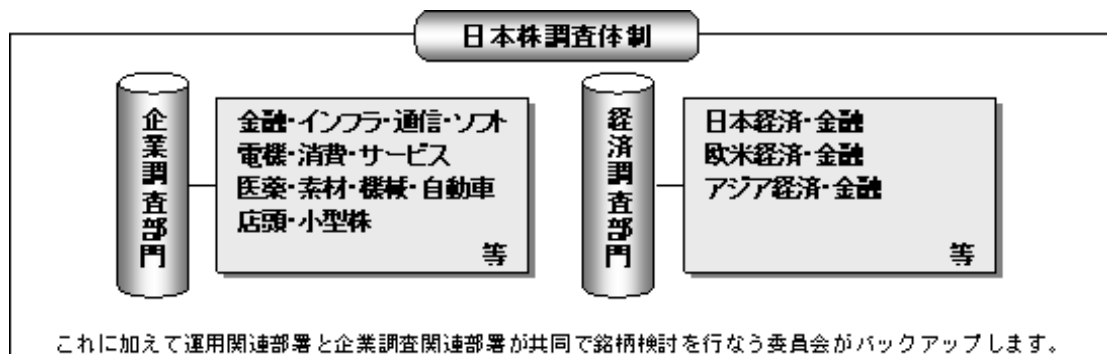 日本株調査体制
企業調査部門
金融・インフラ・通信・ソフト
電機・消費・サービス
医薬・素材・機械・自動車
店頭・小型株
等
経済調査部門
日本経済・金融
欧米経済・金融
アジア経済・金融
等
これに加えて運用関連部署と企業調査関連部署が共同で銘柄検討を行なう委員会がバックアップします。